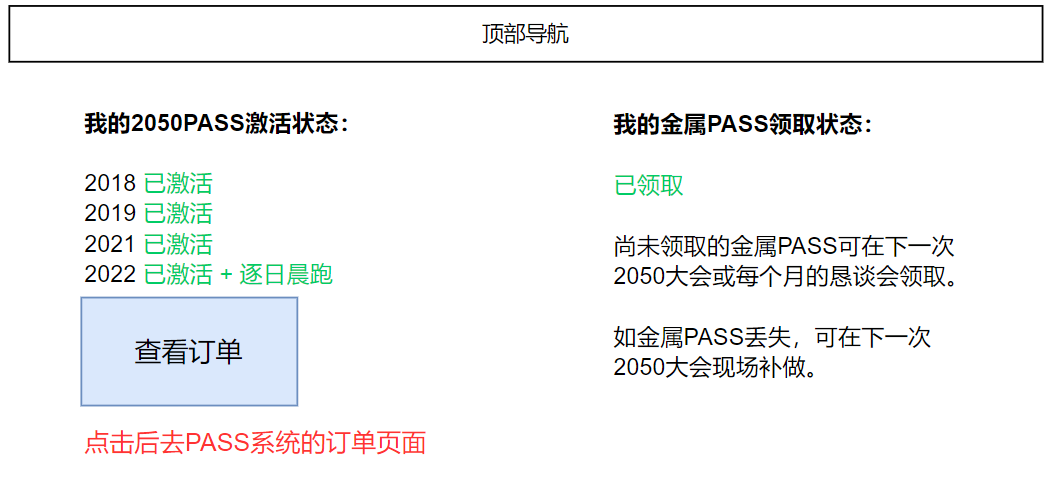 顶部导航
我的2050PASS激活状态：
2018 已激活
2019 已激活
2021 已激活
2022 已激活 + 逐日晨跑
查看订单
点击后去PASS系统的订单页面
我的金属PASS领取状态：
已领取
尚未领取的金属PASS可在下一次
2050大会或每个月的恳谈会领取。
如金属PASS丢失，可在下一次
2050大会现场补做。